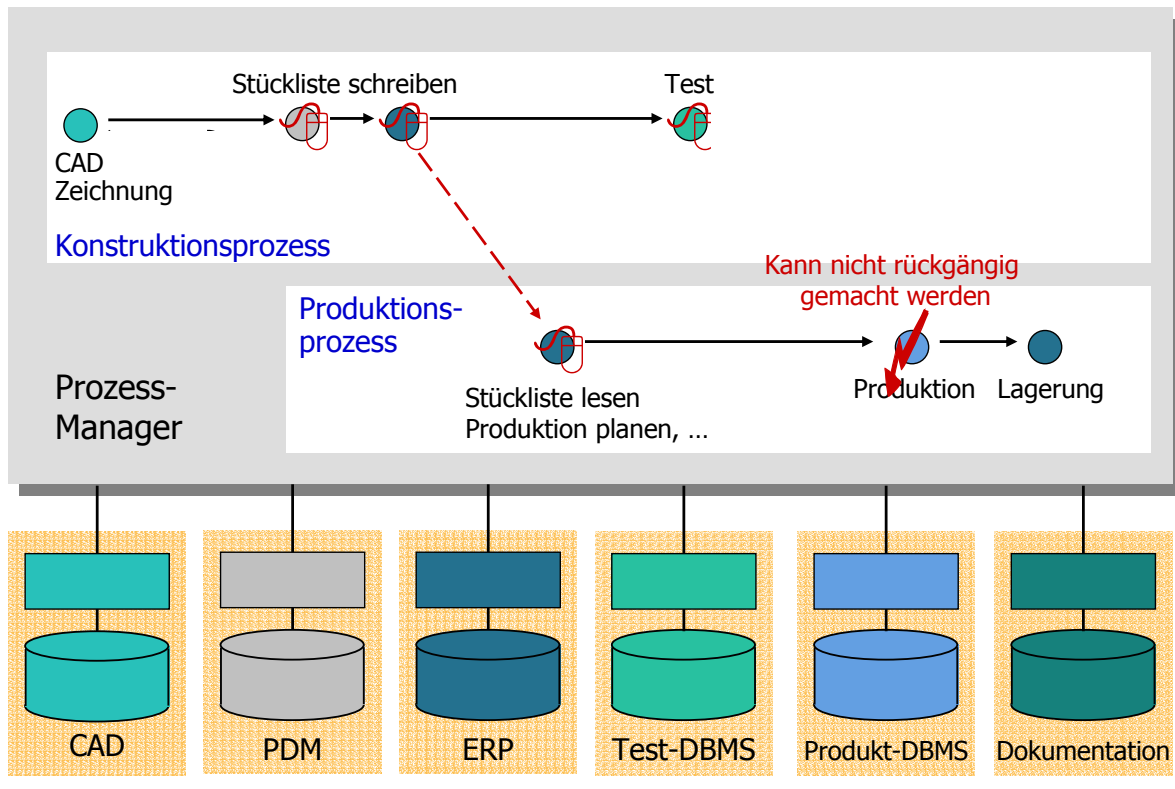 Stückliste schreiben
Test
CAD
Zeichnung
Konstruktionsprozess
Kann nicht rückgängig
gemacht werden
Produktions-
prozess
Prozess-
Manager
Stückliste lesen
Produktion planen, ...
Produktion
Lagerung
CAD
PDM
ERP
Test-DBMS
Produkt-DBMS
Dokumentation